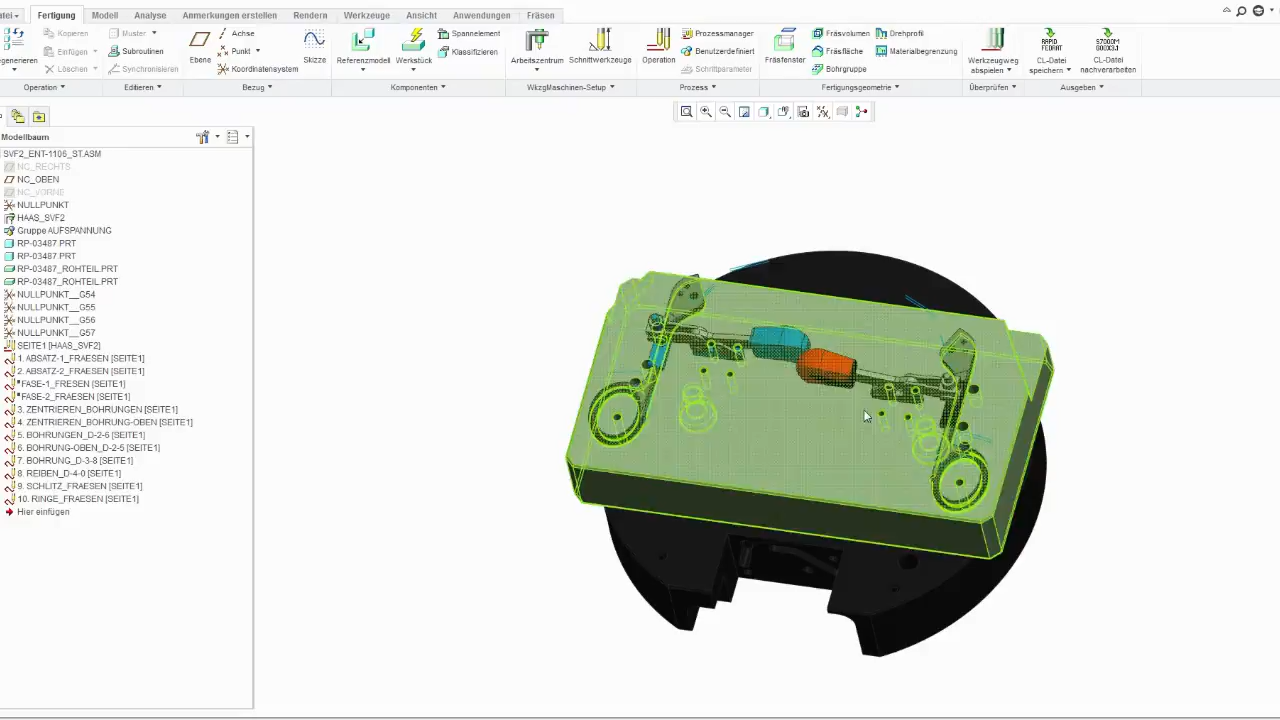 Fertigung Modell Analyse Anmerkungen erstellen Rendern Werkzeuge Ansicht Anwendungen Fräsen
Kopieren Muster Achse Spannelement Prozessmanager Fräsvolumen Drehprofil
Einfügen Subroutinen Punkt Klassifizieren Benutzerdefiniert Fräsfläche Materialbegrenzung
Löschen Synchronisieren Ebene Koordinatensystem Skizze Referenzmodell Werkstück Arbeitszentrum Schnittwerkzeuge Operation Schrittparameter Fräsfenster Bohrgruppe Werkzeugweg abspielen CL-Datei speichern CL-Datei nachverarbeiten
Operation Editieren Bezug Komponenten WkzgMaschinen-Setup Prozess Fertigungsgeometrie Überprüfen Ausgeben
Modellbaum
SVF2_ENT-1105_ST.ASM
NC_RECHTS
NC_OBEN
NC_VORNE
NULLPUNKT
HAAS_SVF2
Gruppe AUFSPANNUNG
RP-03487.PRT
RP-03487.PRT
RP-03487_ROHTEIL.PRT
RP-03487_ROHTEIL.PRT
NULLPUNKT__G54
NULLPUNKT__G55
NULLPUNKT__G56
NULLPUNKT__G57
SEITE1 [HAAS_SVF2]
1. ABSATZ-1_FRAESEN [SEITE1]
2. ABSATZ-2_FRAESEN [SEITE1]
FASE-1_FRESEN [SEITE1]
FASE-2_FRAESEN [SEITE1]
3. ZENTRIEREN_BOHRUNGEN [SEITE1]
4. ZENTRIEREN_BOHRUNG-OBEN [SEITE1]
5. BOHRUNGEN_D-2-6 [SEITE1]
6. BOHRUNG-OBEN_D-2-5 [SEITE1]
7. BOHRUNG_D-3-8 [SEITE1]
8. REIBEN_D-4-0 [SEITE1]
9. SCHLITZ_FRAESEN [SEITE1]
10. RINGE_FRAESEN [SEITE1]
Hier einfügen